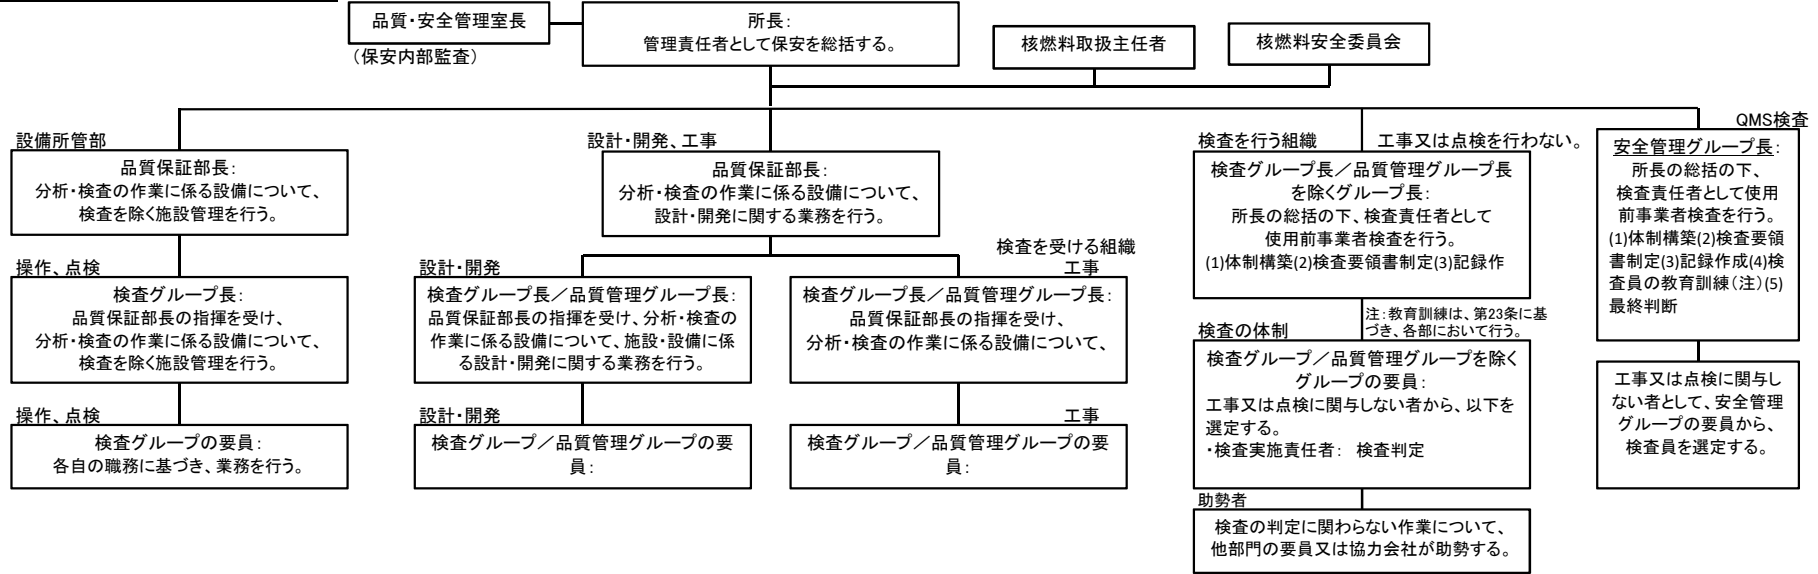 品質・安全管理室長
(保安内部監査)
所長:
管理責任者として保安を総括する。
核燃料取扱主任者
核燃料安全委員会
設備所管部
品質保証部長:
分析・検査の作業に係る設備について、
検査を除く施設管理を行う。
操作、点検
検査グループ長:
品質保証部長の指揮を受け、
分析・検査の作業に係る設備について、
検査を除く施設管理を行う。
操作、点検
検査グループの要員:
各自の職務に基づき、業務を行う。
設計・開発、工事
品質保証部長:
分析・検査の作業に係る設備について、
設計・開発に関する業務を行う。
検査を受ける組織
設計・開発
検査グループ長/品質管理グループ長:
品質保証部長の指揮を受け、分析・検査の
作業に係る設備について、施設・設備に係
る設計・開発に関する業務を行う。
設計・開発
検査グループ/品質管理グループの要
員:
工事
検査グループ長/品質管理グループ長:
品質保証部長の指揮を受け、
分析・検査の作業に係る設備について、
工事
検査グループ/品質管理グループの要
員:
検査を行う組織
工事又は点検を行わない。
検査グループ長/品質管理グループ長
を除くグループ長:
所長の総括の下、検査責任者として
使用前事業者検査を行う。
(1)体制構築(2)検査要領書制定(3)記録作
注:教育訓練は、第23条に基
づき、各部において行う。
検査の体制
検査グループ/品質管理グループを除く
グループの要員:
工事又は点検に関与しない者から、以下を
選定する。
・検査実施責任者: 検査判定
助勢者
検査の判定に関わらない作業について、
他部門の要員又は協力会社が助勢する。
QMS検査
安全管理グループ長:
所長の総括の下、
検査責任者として使用
前事業者検査を行う。
(1)体制構築(2)検査要領
書制定(3)記録作成(4)検
査員の教育訓練(注)(5)
最終判断
工事又は点検に関与し
ない者として、安全管理
グループの要員から、
検査員を選定する。